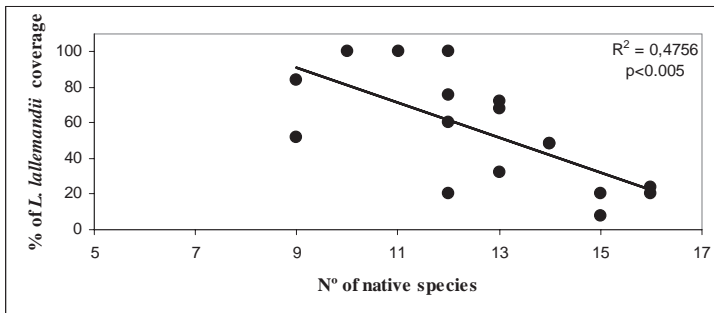 R² = 0,4756
p<0.005
% of L. lallemandii coverage
100
80
60
40
20
0
5 7 9 11 13 15 17
Nº of native species